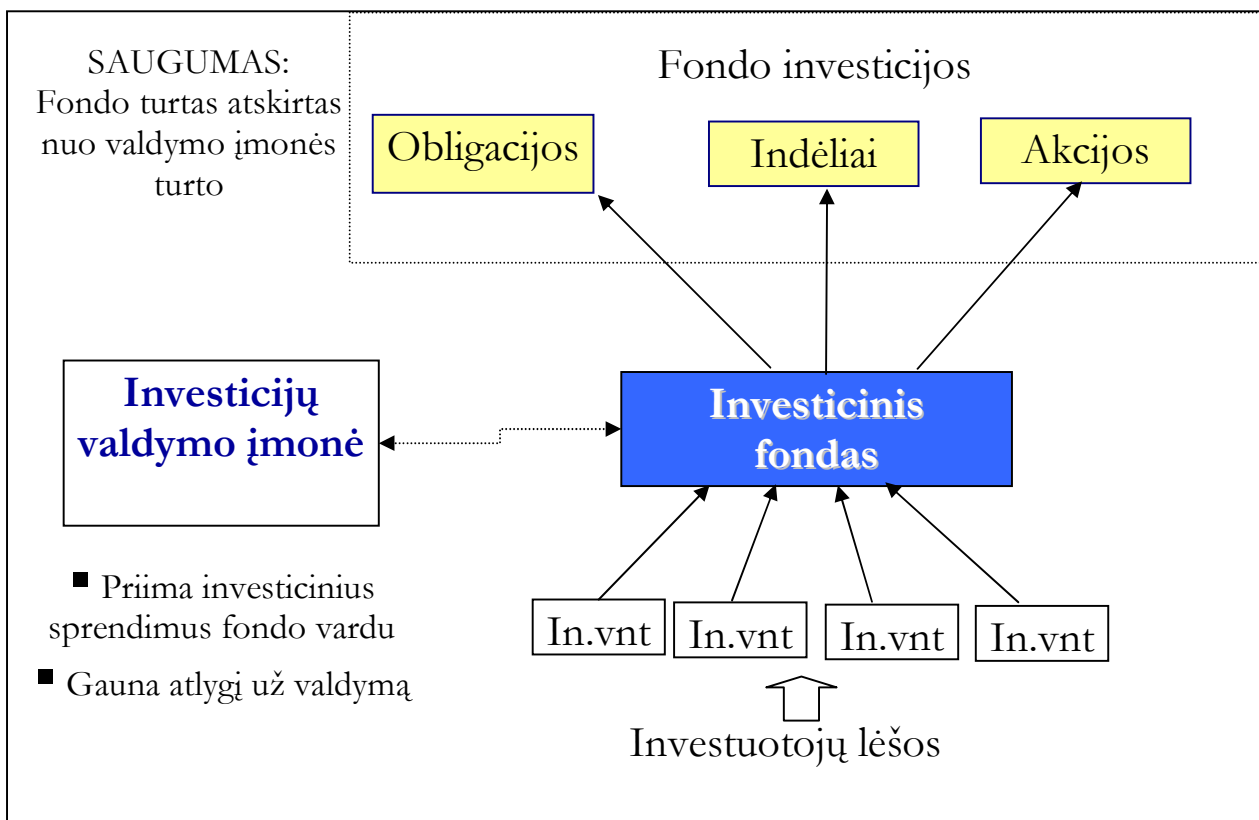 SAUGUMAS:
Fondo turtas atskirtas
nuo valdymo įmonės
turto
Fondo investicijos
Obligacijos
Indėliai
Akcijos
Investicijų
valdymo įmonė
Investicinis
fondas
■ Priima investicinius
sprendimus fondo vardu
■ Gauna atlygį už valdymą
In.vnt
In.vnt
In.vnt
In.vnt
Investuotojų lėšos